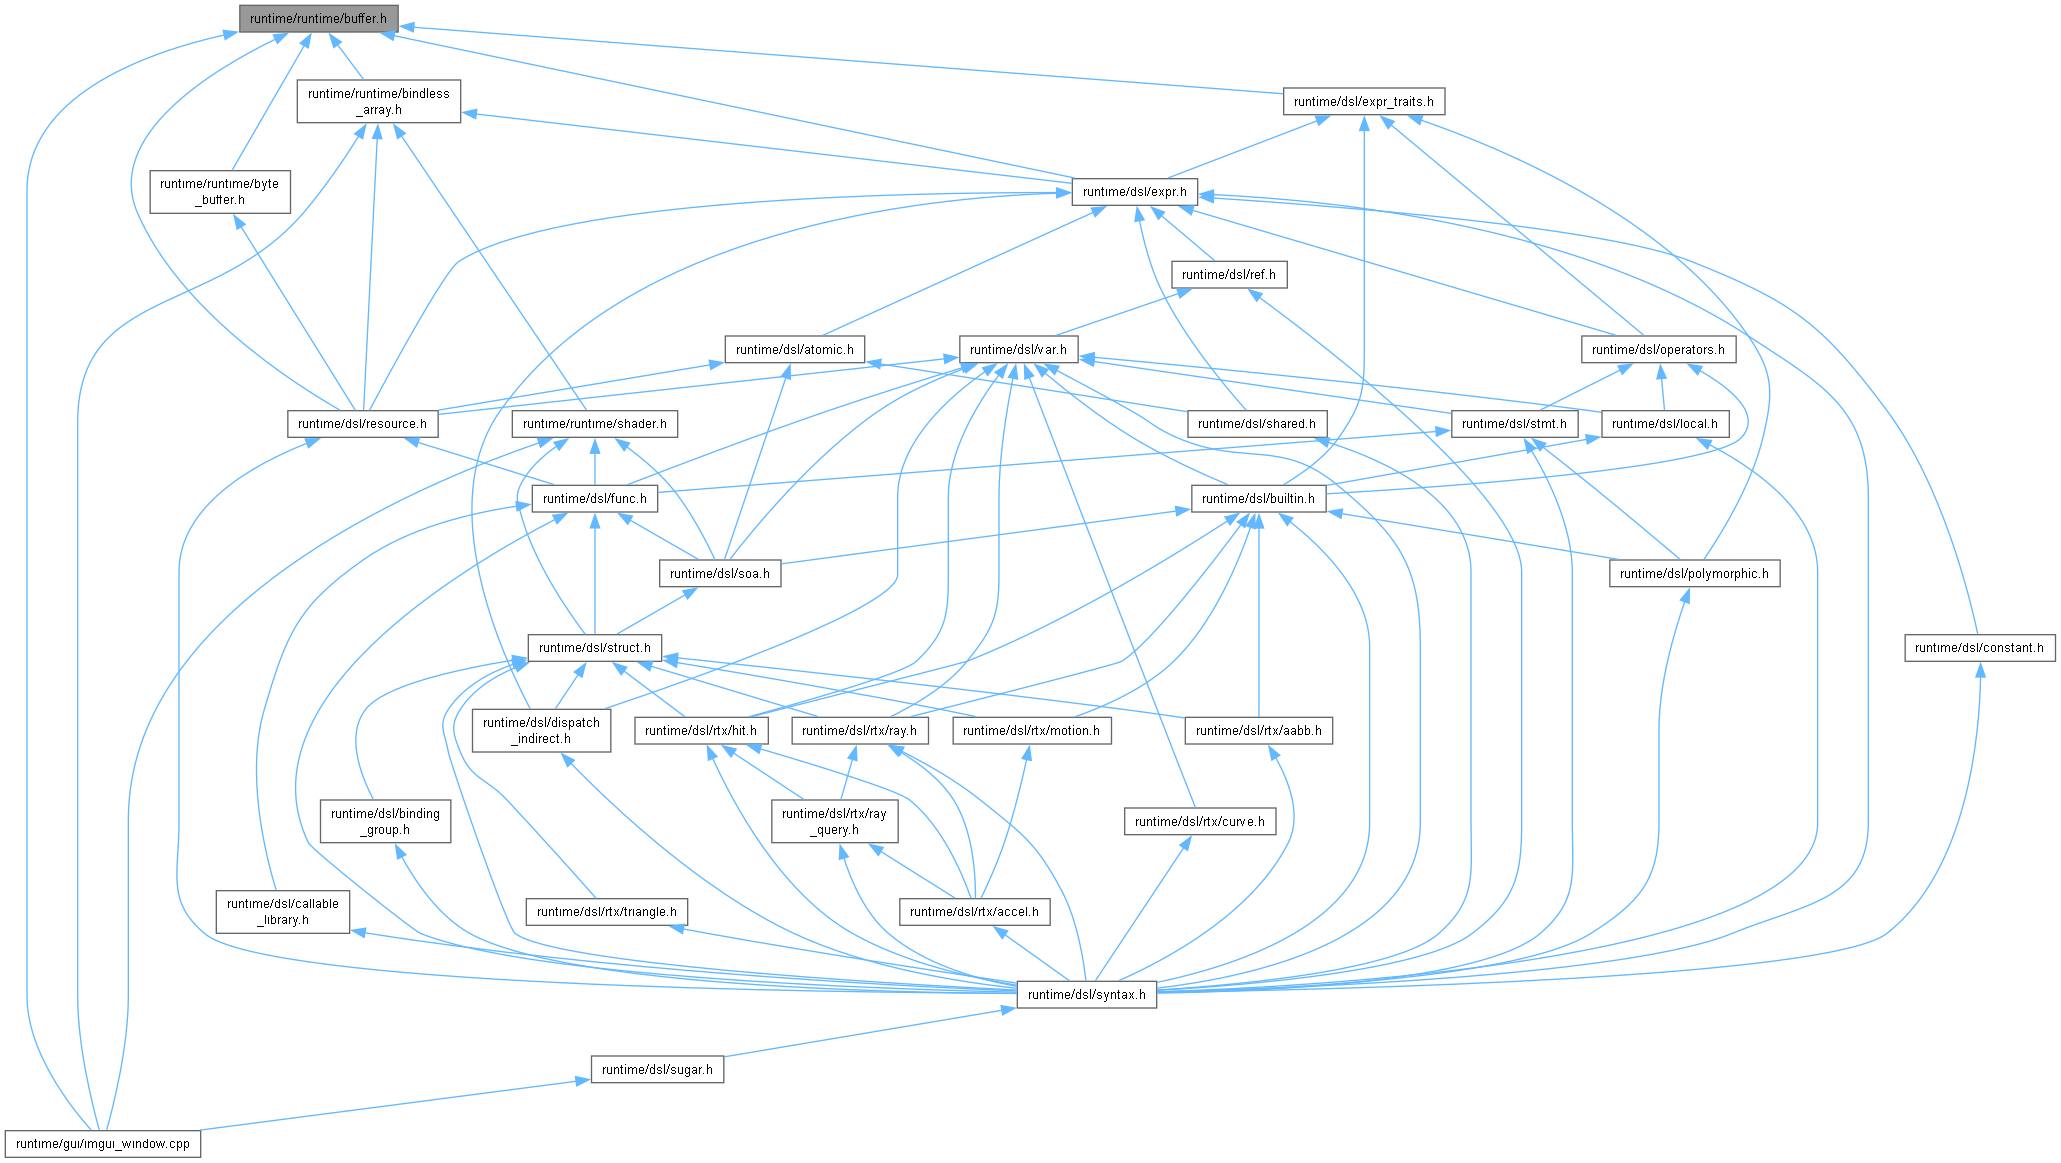 runtime/runtime/buffer.h
runtime/runtime/bindless
_array.h
runtime/dsl/expr_traits.h
runtime/runtime/byte
_buffer.h
runtime/dsl/expr.h
runtime/dsl/ref.h
runtime/dsl/atomic.h
runtime/dsl/var.h
runtime/dsl/operators.h
runtime/dsl/resource.h
runtime/runtime/shader.h
runtime/dsl/shared.h
runtime/dsl/stmt.h
runtime/dsl/local.h
runtime/dsl/func.h
runtime/dsl/builtin.h
runtime/dsl/soa.h
runtime/dsl/polymorphic.h
runtime/dsl/struct.h
runtime/dsl/constant.h
runtime/dsl/dispatch
_indirect.h
runtime/dsl/rtx/hit.h
runtime/dsl/rtx/ray.h
runtime/dsl/rtx/motion.h
runtime/dsl/rtx/aabb.h
runtime/dsl/binding
_group.h
runtime/dsl/rtx/ray
_query.h
runtime/dsl/rtx/curve.h
runtime/dsl/callable
_library.h
runtime/dsl/rtx/triangle.h
runtime/dsl/rtx/accel.h
runtime/dsl/syntax.h
runtime/dsl/sugar.h
runtime/gui/imgui_window.cpp